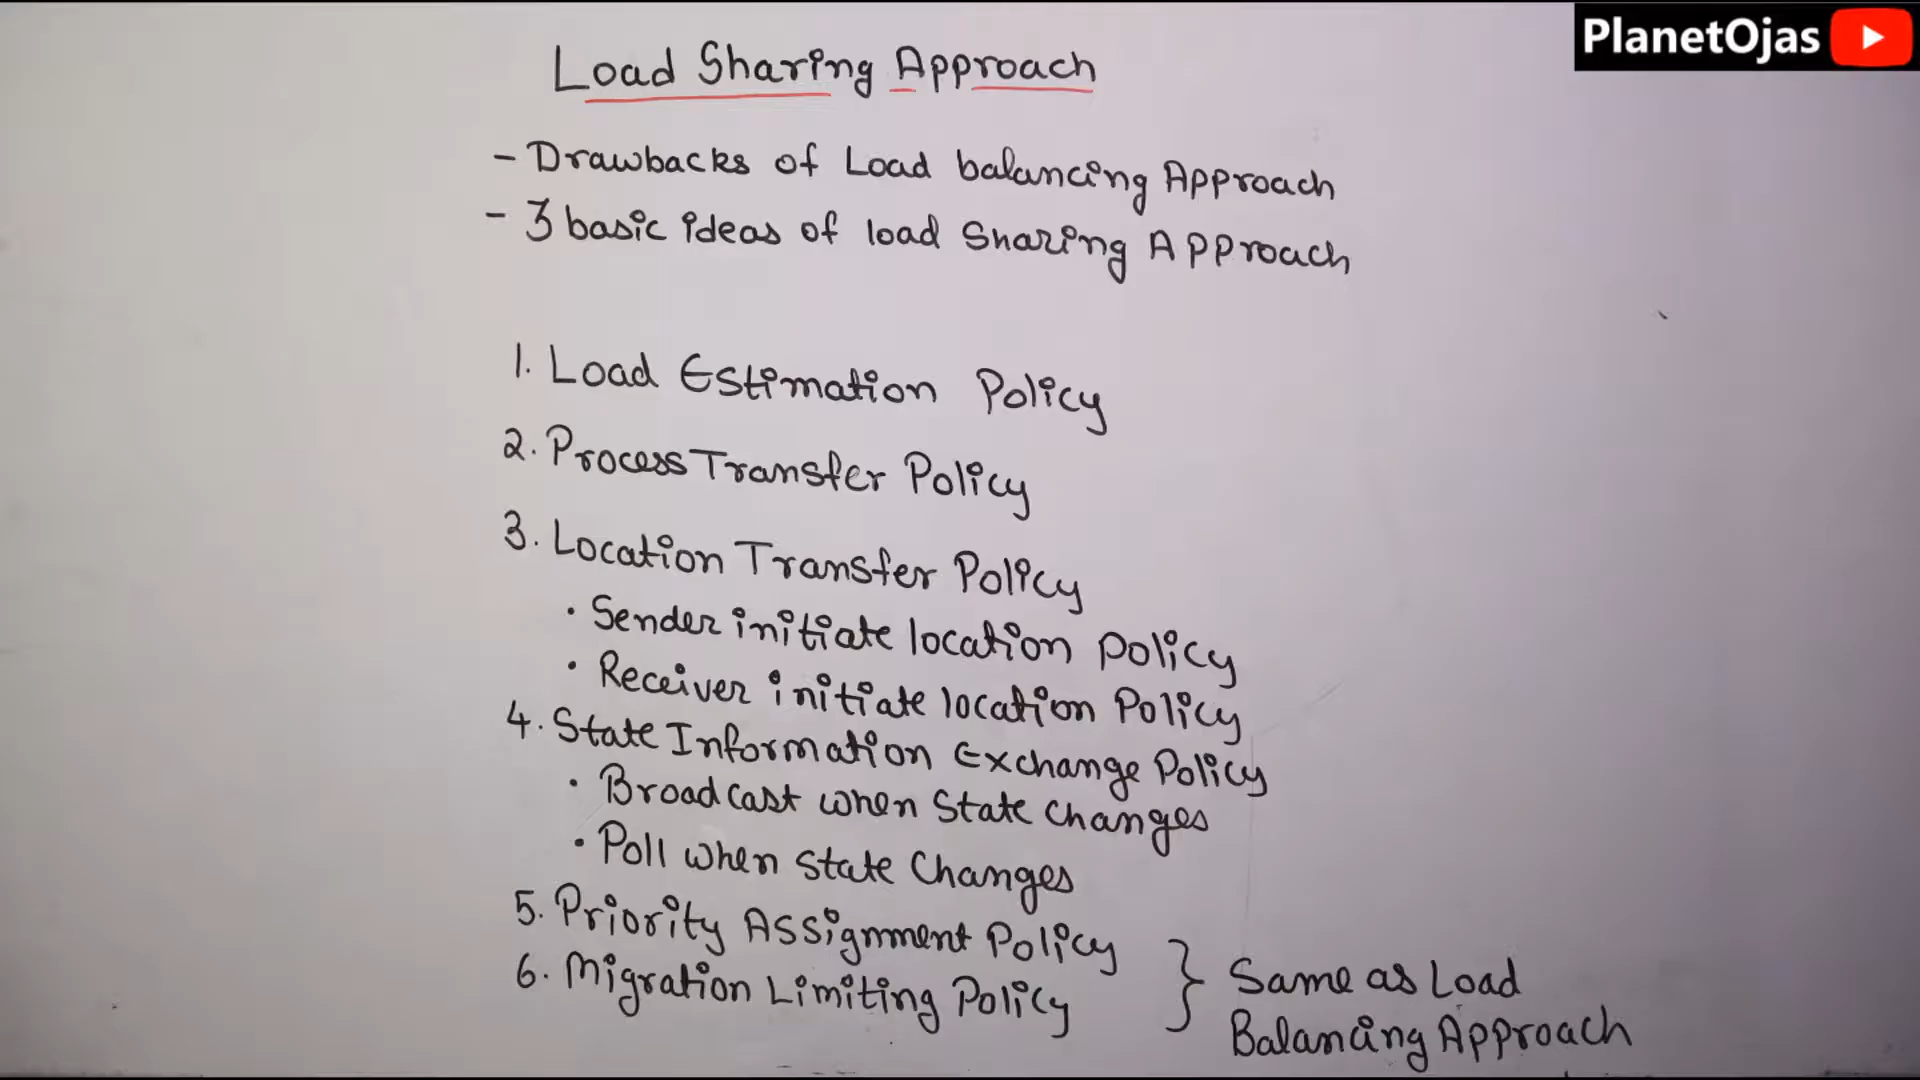 PlanetOjas
Load Sharing Approach
- Drawbacks of Load balancing Approach
- 3 basic ideas of load Sharing Approach
1. Load Estimation Policy
2. Process Transfer Policy
3. Location Transfer Policy
• Sender initiate location policy
• Receiver initiate location Policy
4. State Information Exchange Policy
• Broadcast when State changes
• Poll when state Changes
5. Priority Assignment Policy
6. Migration Limiting Policy
} Same as Load
Balancing Approach